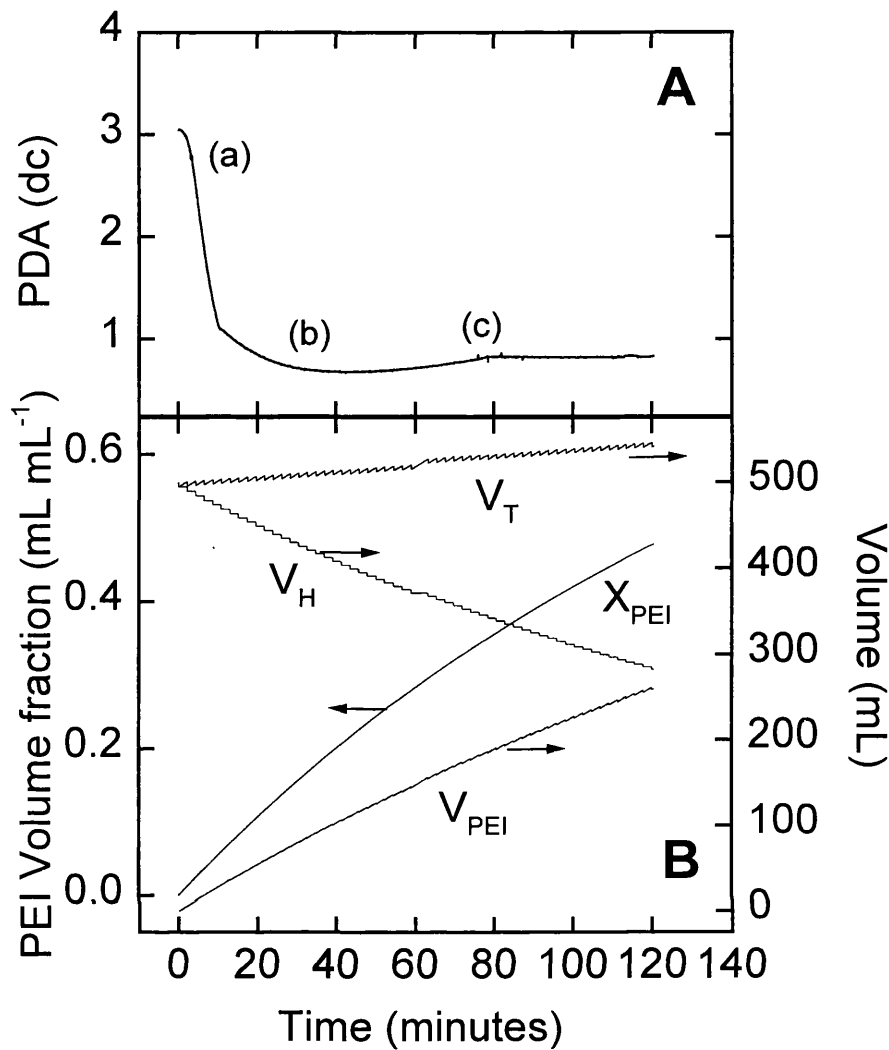 4
3
2
1
PDA (dc)
A
(a)
(b)
(c)
0.6
0.4
0.2
0.0
PEI Volume fraction (mL mL⁻¹)
500
400
300
200
100
0
Volume (mL)
V_T
V_H
X_PEI
V_PEI
B
0 20 40 60 80 100 120 140
Time (minutes)